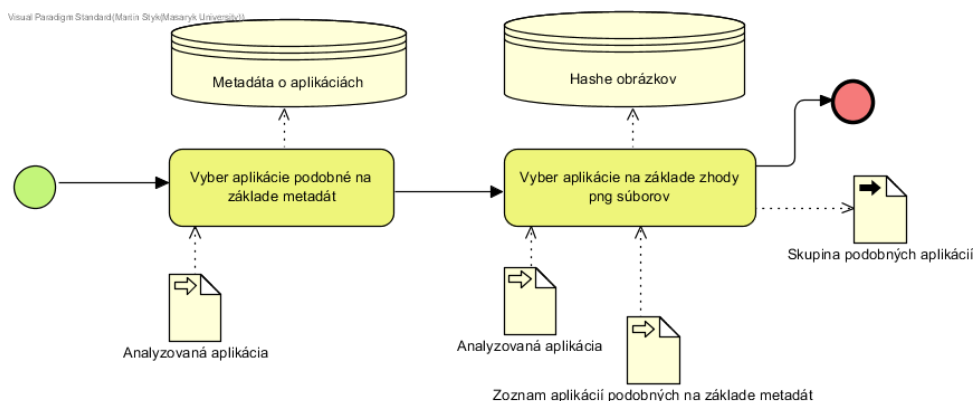 Visual Paradigm Standard(Martin Styk(Masaryk University))
Metadáta o aplikáciách
Hashe obrázkov
Vyber aplikácie podobné na
základe metadát
Vyber aplikácie na základe zhody
png súborov
Skupina podobných aplikácií
Analyzovaná aplikácia
Analyzovaná aplikácia
Zoznam aplikácií podobných na základe metadát